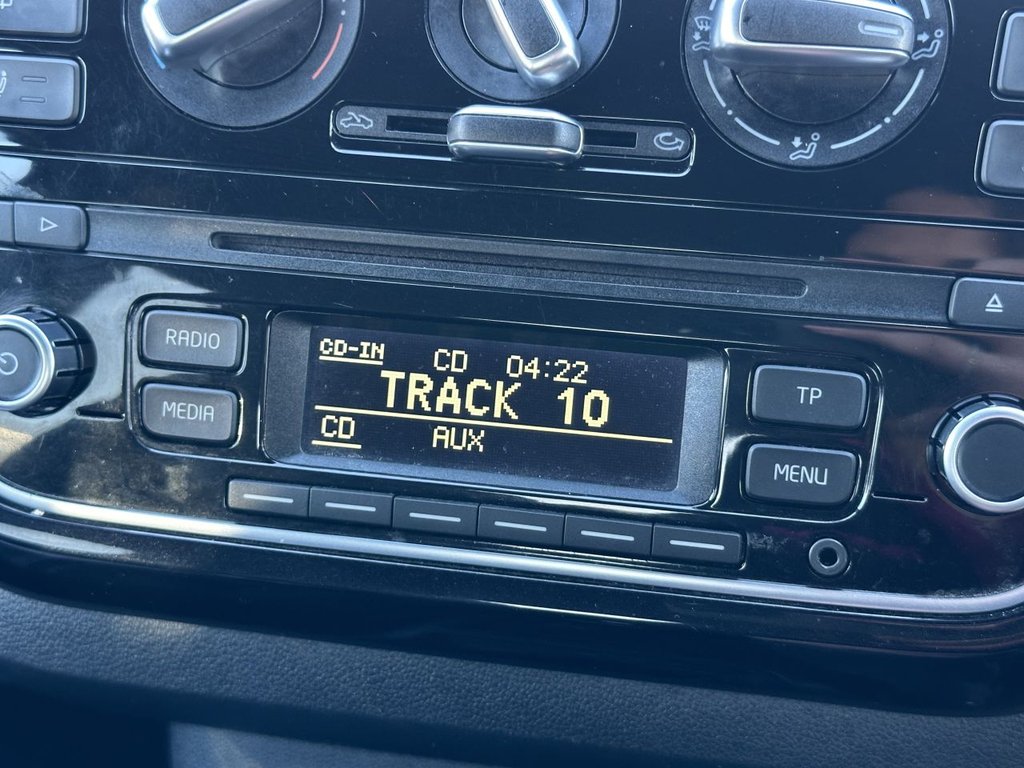 RADIO
MEDIA
CD-IN CD 04:22
TRACK 10
CD AUX
TP
MENU